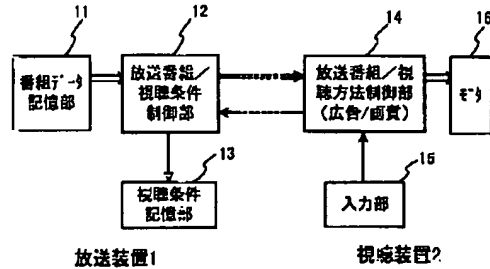 11
12
14
16
番組データ
記憶部
放送番組／
視聴条件
制御部
放送番組／視
聴方法制御部
(広告/画質)
モニタ
13
15
視聴条件
記憶部
入力部
放送装置1
視聴装置2